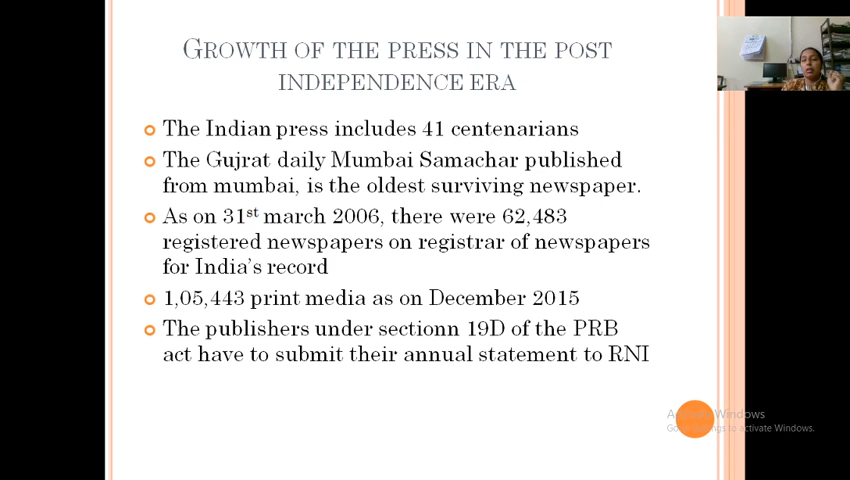 GROWTH OF THE PRESS IN THE POST
INDEPENDENCE ERA
The Indian press includes 41 centenarians
The Gujrat daily Mumbai Samachar published
from mumbai, is the oldest surviving newspaper.
As on 31st march 2006, there were 62,483
registered newspapers on registrar of newspapers
for India's record
1,05,443 print media as on December 2015
The publishers under sectionn 19D of the PRB
act have to submit their annual statement to RNI
Activate Windows
Go to Settings to activate Windows.